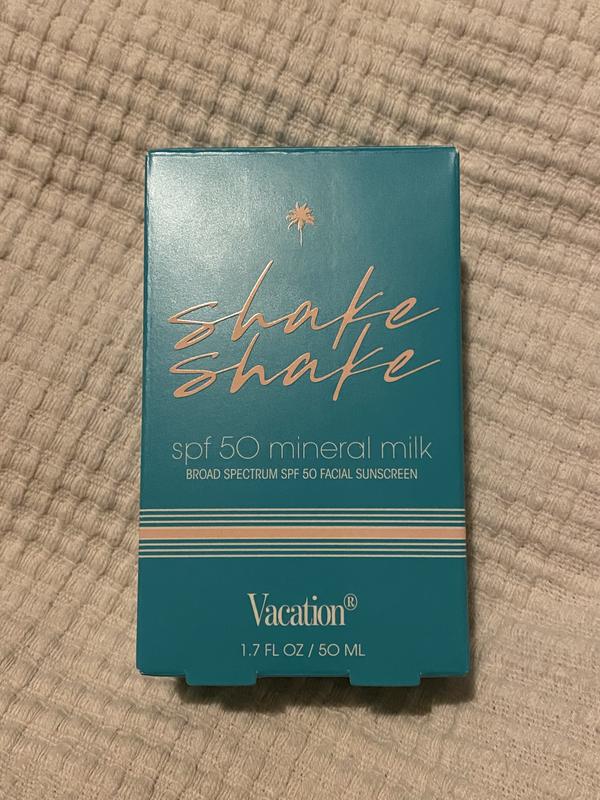 shake
shake
spf 50 mineral milk
BROAD SPECTRUM SPF 50 FACIAL SUNSCREEN
Vacation®
1.7 FL OZ / 50 ML